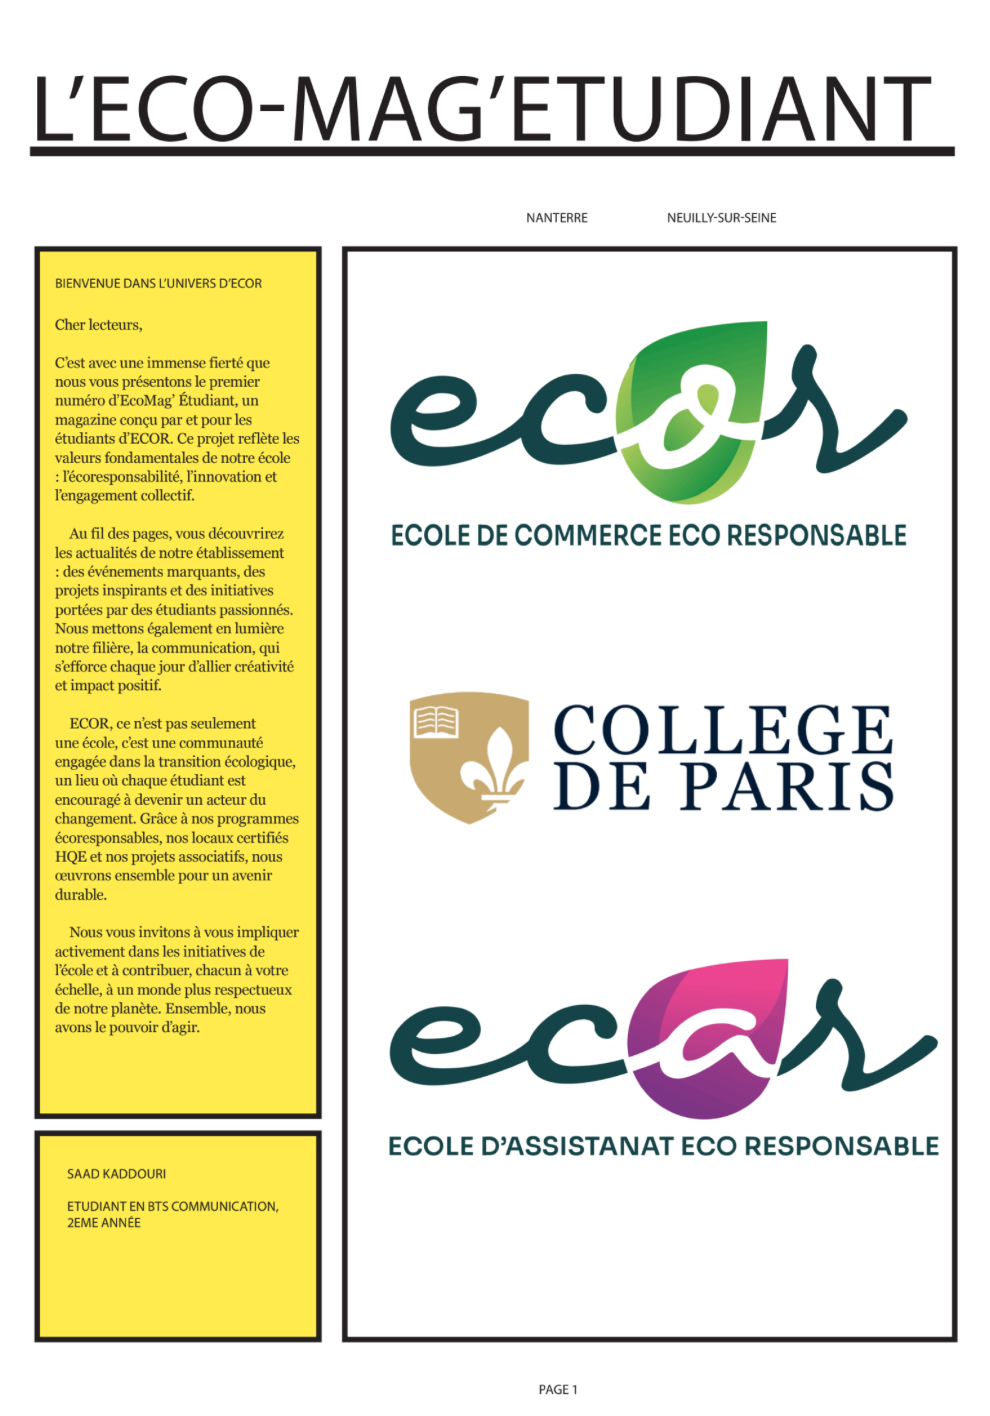 L'ECO-MAG'ETUDIANT
NANTERRE NEUILLY-SUR-SEINE
BIENVENUE DANS L'UNIVERS D'ECOR
Cher lecteurs,
C'est avec une immense fierté que
nous vous présentons le premier
numéro d'EcoMag' Étudiant, un
magazine conçu par et pour les
étudiants d'ECOR. Ce projet reflète les
valeurs fondamentales de notre école
: l'écoresponsabilité, l'innovation et
l'engagement collectif.
Au fil des pages, vous découvrirez
les actualités de notre établissement
: des événements marquants, des
projets inspirants et des initiatives
portées par des étudiants passionnés.
Nous mettons également en lumière
notre filière, la communication, qui
s'efforce chaque jour d'allier créativité
et impact positif.
ECOR, ce n'est pas seulement
une école, c'est une communauté
engagée dans la transition écologique,
un lieu où chaque étudiant est
encouragé à devenir un acteur du
changement. Grâce à nos programmes
écoresponsables, nos locaux certifiés
HQE et nos projets associatifs, nous
œuvrons ensemble pour un avenir
durable.
Nous vous invitons à vous impliquer
activement dans les initiatives de
l'école et à contribuer, chacun à votre
échelle, à un monde plus respectueux
de notre planète. Ensemble, nous
avons le pouvoir d'agir.
SAAD KADDOURI
ETUDIANT EN BTS COMMUNICATION,
2EME ANNÉE
ecor
ECOLE DE COMMERCE ECO RESPONSABLE
COLLEGE
DE PARIS
ecar
ECOLE D'ASSISTANAT ECO RESPONSABLE
PAGE 1